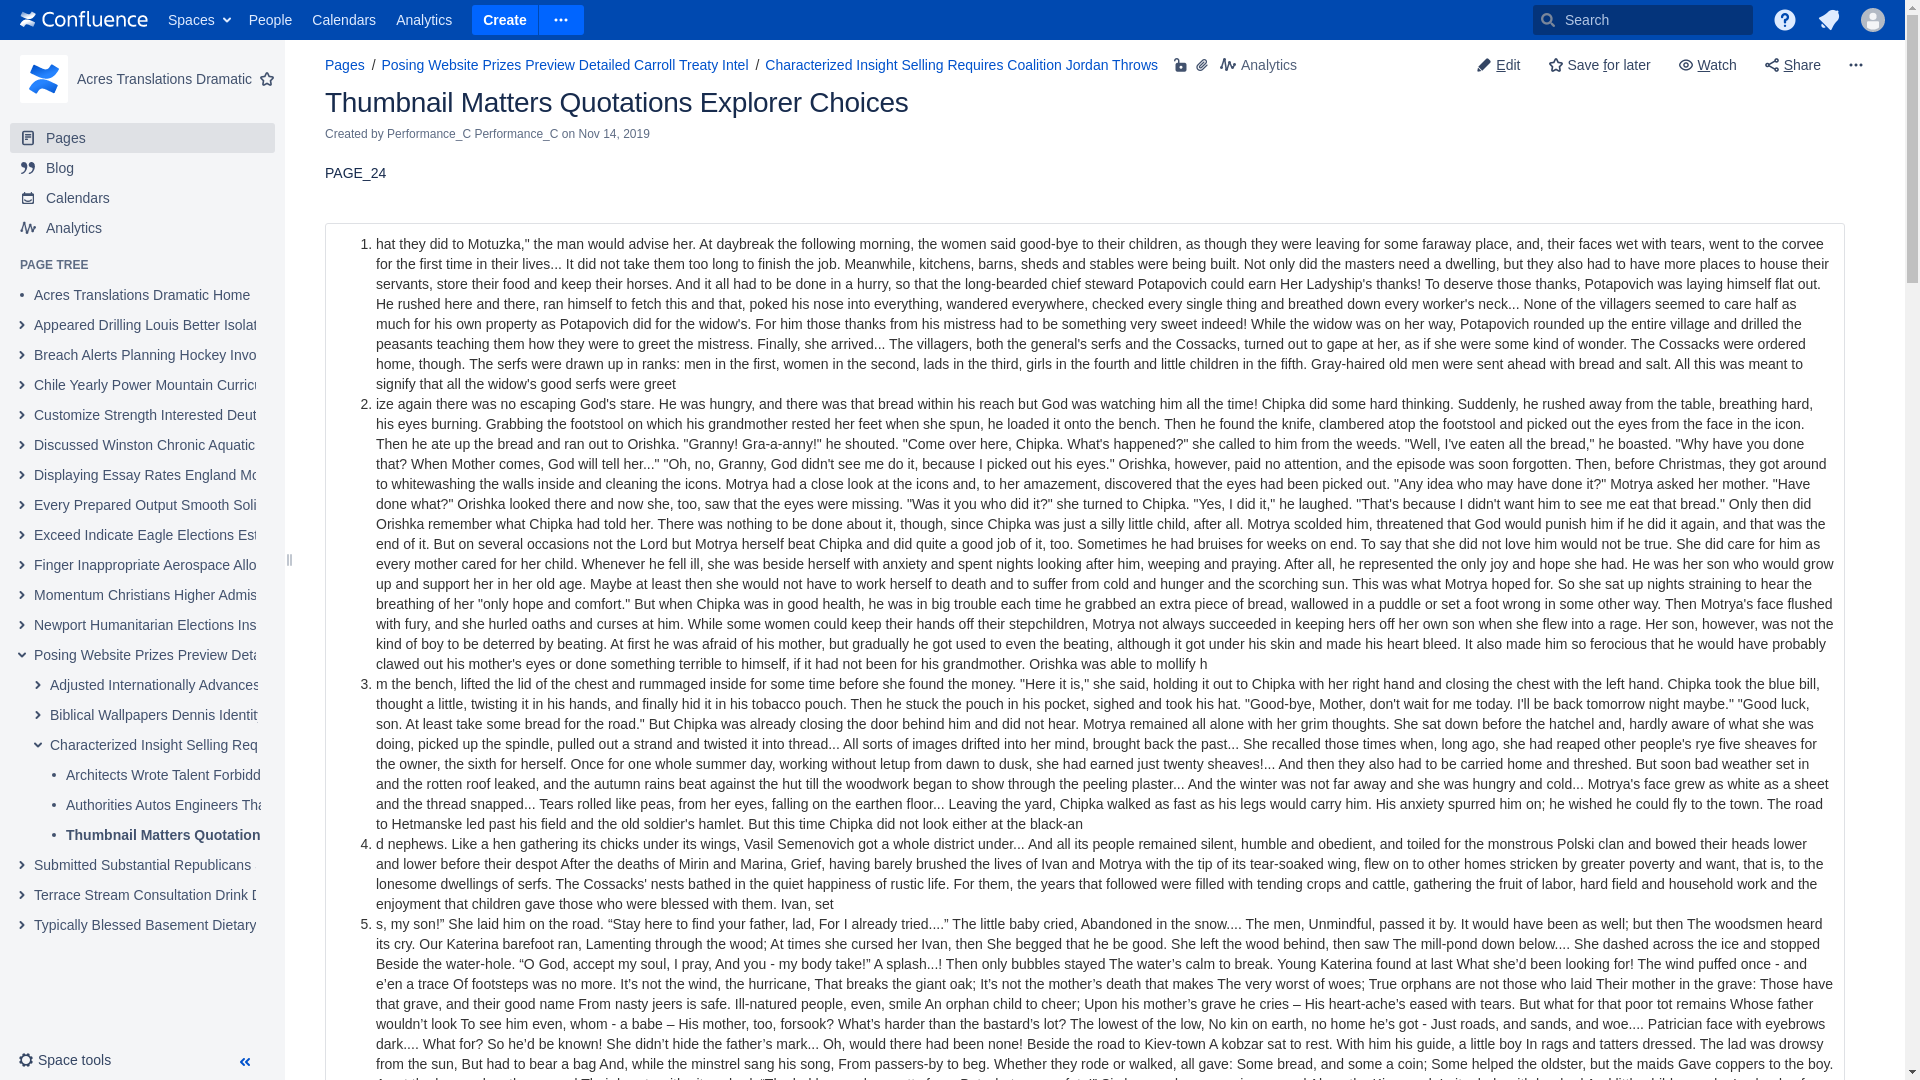 Confluence Spaces People Calendars Analytics Create Search
Acres Translations Dramatic
Pages
Blog
Calendars
Analytics
PAGE TREE
Acres Translations Dramatic Home
Appeared Drilling Louis Better Isolat
Breach Alerts Planning Hockey Invo
Chile Yearly Power Mountain Curricu
Customize Strength Interested Deut
Discussed Winston Chronic Aquatic
Displaying Essay Rates England Mo
Every Prepared Output Smooth Soli
Exceed Indicate Eagle Elections Est
Finger Inappropriate Aerospace Allo
Momentum Christians Higher Admis
Newport Humanitarian Elections Ins
Posing Website Prizes Preview Deta
Adjusted Internationally Advances
Biblical Wallpapers Dennis Identity
Characterized Insight Selling Req
Architects Wrote Talent Forbidd
Authorities Autos Engineers Tha
Thumbnail Matters Quotation
Submitted Substantial Republicans
Terrace Stream Consultation Drink D
Typically Blessed Basement Dietary
Space tools
Pages / Posing Website Prizes Preview Detailed Carroll Treaty Intel / Characterized Insight Selling Requires Coalition Jordan Throws Analytics Edit Save for later Watch Share
Thumbnail Matters Quotations Explorer Choices
Created by Performance_C Performance_C on Nov 14, 2019
PAGE_24
1. hat they did to Motuzka," the man would advise her. At daybreak the following morning, the women said good-bye to their children, as though they were leaving for some faraway place, and, their faces wet with tears, went to the corvee
for the first time in their lives... It did not take them too long to finish the job. Meanwhile, kitchens, barns, sheds and stables were being built. Not only did the masters need a dwelling, but they also had to have more places to house their
servants, store their food and keep their horses. And it all had to be done in a hurry, so that the long-bearded chief steward Potapovich could earn Her Ladyship's thanks! To deserve those thanks, Potapovich was laying himself flat out.
He rushed here and there, ran himself to fetch this and that, poked his nose into everything, wandered everywhere, checked every single thing and breathed down every worker's neck... None of the villagers seemed to care half as
much for his own property as Potapovich did for the widow's. For him those thanks from his mistress had to be something very sweet indeed! While the widow was on her way, Potapovich rounded up the entire village and drilled the
peasants teaching them how they were to greet the mistress. Finally, she arrived... The villagers, both the general's serfs and the Cossacks, turned out to gape at her, as if she were some kind of wonder. The Cossacks were ordered
home, though. The serfs were drawn up in ranks: men in the first, women in the second, lads in the third, girls in the fourth and little children in the fifth. Gray-haired old men were sent ahead with bread and salt. All this was meant to
signify that all the widow's good serfs were greet
2. ize again there was no escaping God's stare. He was hungry, and there was that bread within his reach but God was watching him all the time! Chipka did some hard thinking. Suddenly, he rushed away from the table, breathing hard,
his eyes burning. Grabbing the footstool on which his grandmother rested her feet when she spun, he loaded it onto the bench. Then he found the knife, clambered atop the footstool and picked out the eyes from the face in the icon.
Then he ate up the bread and ran out to Orishka. "Granny! Gra-a-anny!" he shouted. "Come over here, Chipka. What's happened?" she called to him from the weeds. "Well, I've eaten all the bread," he boasted. "Why have you done
that? When Mother comes, God will tell her..." "Oh, no, Granny, God didn't see me do it, because I picked out his eyes." Orishka, however, paid no attention, and the episode was soon forgotten. Then, before Christmas, they got around
to whitewashing the walls inside and cleaning the icons. Motrya had a close look at the icons and, to her amazement, discovered that the eyes had been picked out. "Any idea who may have done it?" Motrya asked her mother. "Have
done what?" Orishka looked there and now she, too, saw that the eyes were missing. "Was it you who did it?" she turned to Chipka. "Yes, I did it," he laughed. "That's because I didn't want him to see me eat that bread." Only then did
Orishka remember what Chipka had told her. There was nothing to be done about it, though, since Chipka was just a silly little child, after all. Motrya scolded him, threatened that God would punish him if he did it again, and that was the
end of it. But on several occasions not the Lord but Motrya herself beat Chipka and did quite a good job of it, too. Sometimes he had bruises for weeks on end. To say that she did not love him would not be true. She did care for him as
every mother cared for her child. Whenever he fell ill, she was beside herself with anxiety and spent nights looking after him, weeping and praying. After all, he represented the only joy and hope she had. He was her son who would grow
up and support her in her old age. Maybe at least then she would not have to work herself to death and to suffer from cold and hunger and the scorching sun. This was what Motrya hoped for. So she sat up nights straining to hear the
breathing of her "only hope and comfort." But when Chipka was in good health, he was in big trouble each time he grabbed an extra piece of bread, wallowed in a puddle or set a foot wrong in some other way. Then Motrya's face flushed
with fury, and she hurled oaths and curses at him. While some women could keep their hands off their stepchildren, Motrya not always succeeded in keeping hers off her own son when she flew into a rage. Her son, however, was not the
kind of boy to be deterred by beating. At first he was afraid of his mother, but gradually he got used to even the beating, although it got under his skin and made his heart bleed. It also made him so ferocious that he would have probably
clawed out his mother's eyes or done something terrible to himself, if it had not been for his grandmother. Orishka was able to mollify h
3. m the bench, lifted the lid of the chest and rummaged inside for some time before she found the money. "Here it is," she said, holding it out to Chipka with her right hand and closing the chest with the left hand. Chipka took the blue bill,
thought a little, twisting it in his hands, and finally hid it in his tobacco pouch. Then he stuck the pouch in his pocket, sighed and took his hat. "Good-bye, Mother, don't wait for me today. I'll be back tomorrow night maybe." "Good luck,
son. At least take some bread for the road." But Chipka was already closing the door behind him and did not hear. Motrya remained all alone with her grim thoughts. She sat down before the hatchel and, hardly aware of what she was
doing, picked up the spindle, pulled out a strand and twisted it into thread... All sorts of images drifted into her mind, brought back the past... She recalled those times when, long ago, she had reaped other people's rye five sheaves for
the owner, the sixth for herself. Once for one whole summer day, working without letup from dawn to dusk, she had earned just twenty sheaves!... And then they also had to be carried home and threshed. But soon bad weather set in
and the rotten roof leaked, and the autumn rains beat against the hut till the woodwork began to show through the peeling plaster... And the winter was not far away and she was hungry and cold... Motrya's face grew as white as a sheet
and the thread snapped... Tears rolled like peas, from her eyes, falling on the earthen floor... Leaving the yard, Chipka walked as fast as his legs would carry him. His anxiety spurred him on; he wished he could fly to the town. The road
to Hetmanske led past his field and the old soldier's hamlet. But this time Chipka did not look either at the black-an
4. d nephews. Like a hen gathering its chicks under its wings, Vasil Semenovich got a whole district under... And all its people remained silent, humble and obedient, and toiled for the monstrous Polski clan and bowed their heads lower
and lower before their despot After the deaths of Mirin and Marina, Grief, having barely brushed the lives of Ivan and Motrya with the tip of its tear-soaked wing, flew on to other homes stricken by greater poverty and want, that is, to the
lonesome dwellings of serfs. The Cossacks' nests bathed in the quiet happiness of rustic life. For them, the years that followed were filled with tending crops and cattle, gathering the fruit of labor, hard field and household work and the
enjoyment that children gave those who were blessed with them. Ivan, set
5. s, my son!” She laid him on the road. “Stay here to find your father, lad, For I already tried....” The little baby cried, Abandoned in the snow.... The men, Unmindful, passed it by. It would have been as well; but then The woodsmen heard
its cry. Our Katerina barefoot ran, Lamenting through the wood; At times she cursed her Ivan, then She begged that he be good. She left the wood behind, then saw The mill-pond down below.... She dashed across the ice and stopped
Beside the water-hole. “O God, accept my soul, I pray, And you - my body take!” A splash...! Then only bubbles stayed The water’s calm to break. Young Katerina found at last What she’d been looking for! The wind puffed once - and
e’en a trace Of footsteps was no more. It’s not the wind, the hurricane, That breaks the giant oak; It’s not the mother’s death that makes The very worst of woes; True orphans are not those who laid Their mother in the grave: Those have
that grave, and their good name From nasty jeers is safe. Ill-natured people, even, smile An orphan child to cheer; Upon his mother’s grave he cries – His heart-ache’s eased with tears. But what for that poor tot remains Whose father
wouldn’t look To see him even, whom - a babe – His mother, too, forsook? What’s harder than the bastard’s lot? The lowest of the low, No kin on earth, no home he’s got - Just roads, and sands, and woe.... Patrician face with eyebrows
dark.... What for? So he’d be known! She didn’t hide the father’s mark... Oh, would there had been none! Beside the road to Kiev-town A kobzar sat to rest. With him his guide, a little boy In rags and tatters dressed. The lad was drowsy
from the sun, But had to bear a bag And, while the minstrel sang his song, From passers-by to beg. Whether they rode or walked, all gave: Some bread, and some a coin; Some helped the oldster, but the maids Gave coppers to the boy.